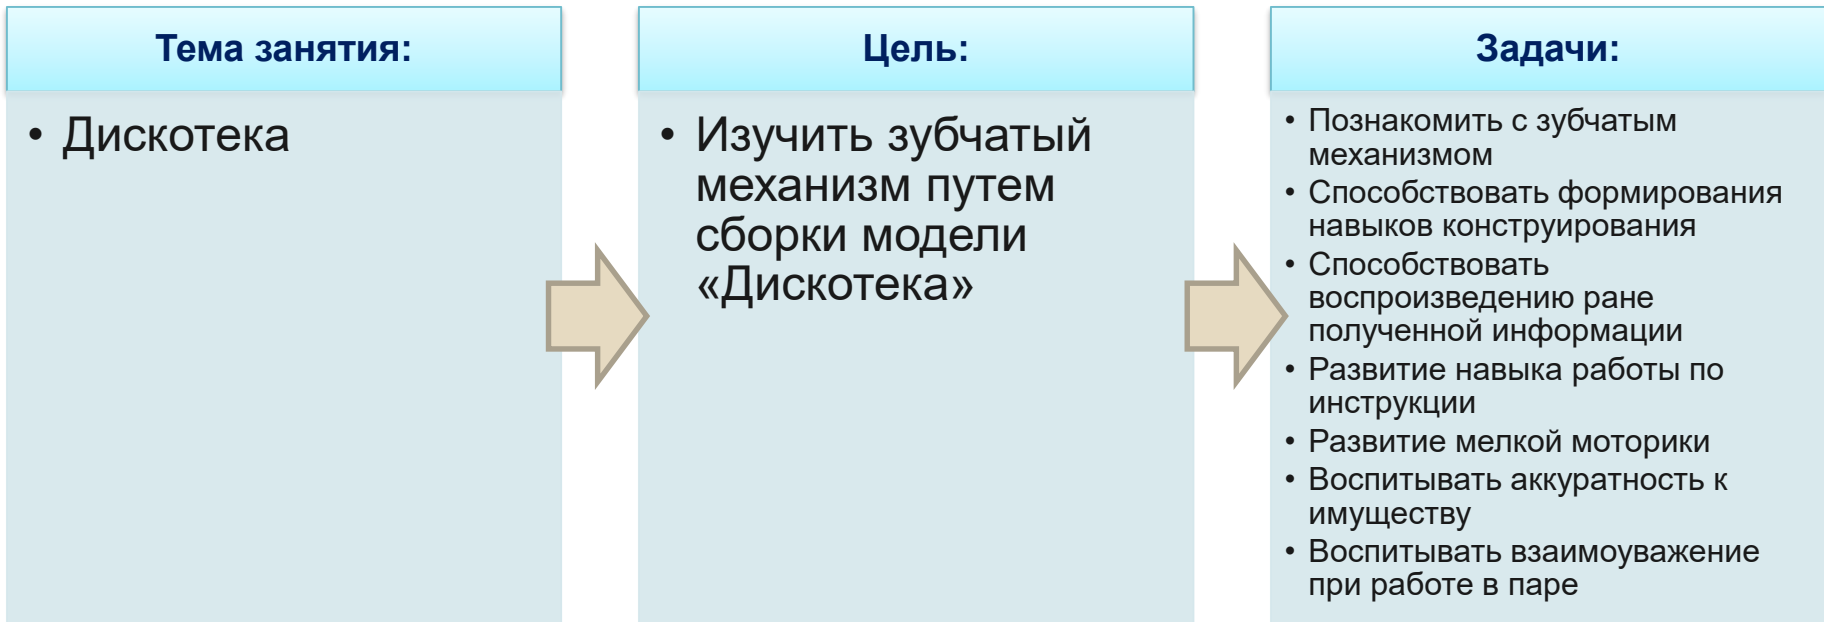 Тема занятия:
• Дискотека
Цель:
• Изучить зубчатый
механизм путем
сборки модели
«Дискотека»
Задачи:
• Познакомить с зубчатым
механизмом
• Способствовать формирования
навыков конструирования
• Способствовать
воспроизведению ране
полученной информации
• Развитие навыка работы по
инструкции
• Развитие мелкой моторики
• Воспитывать аккуратность к
имуществу
• Воспитывать взаимоуважение
при работе в паре